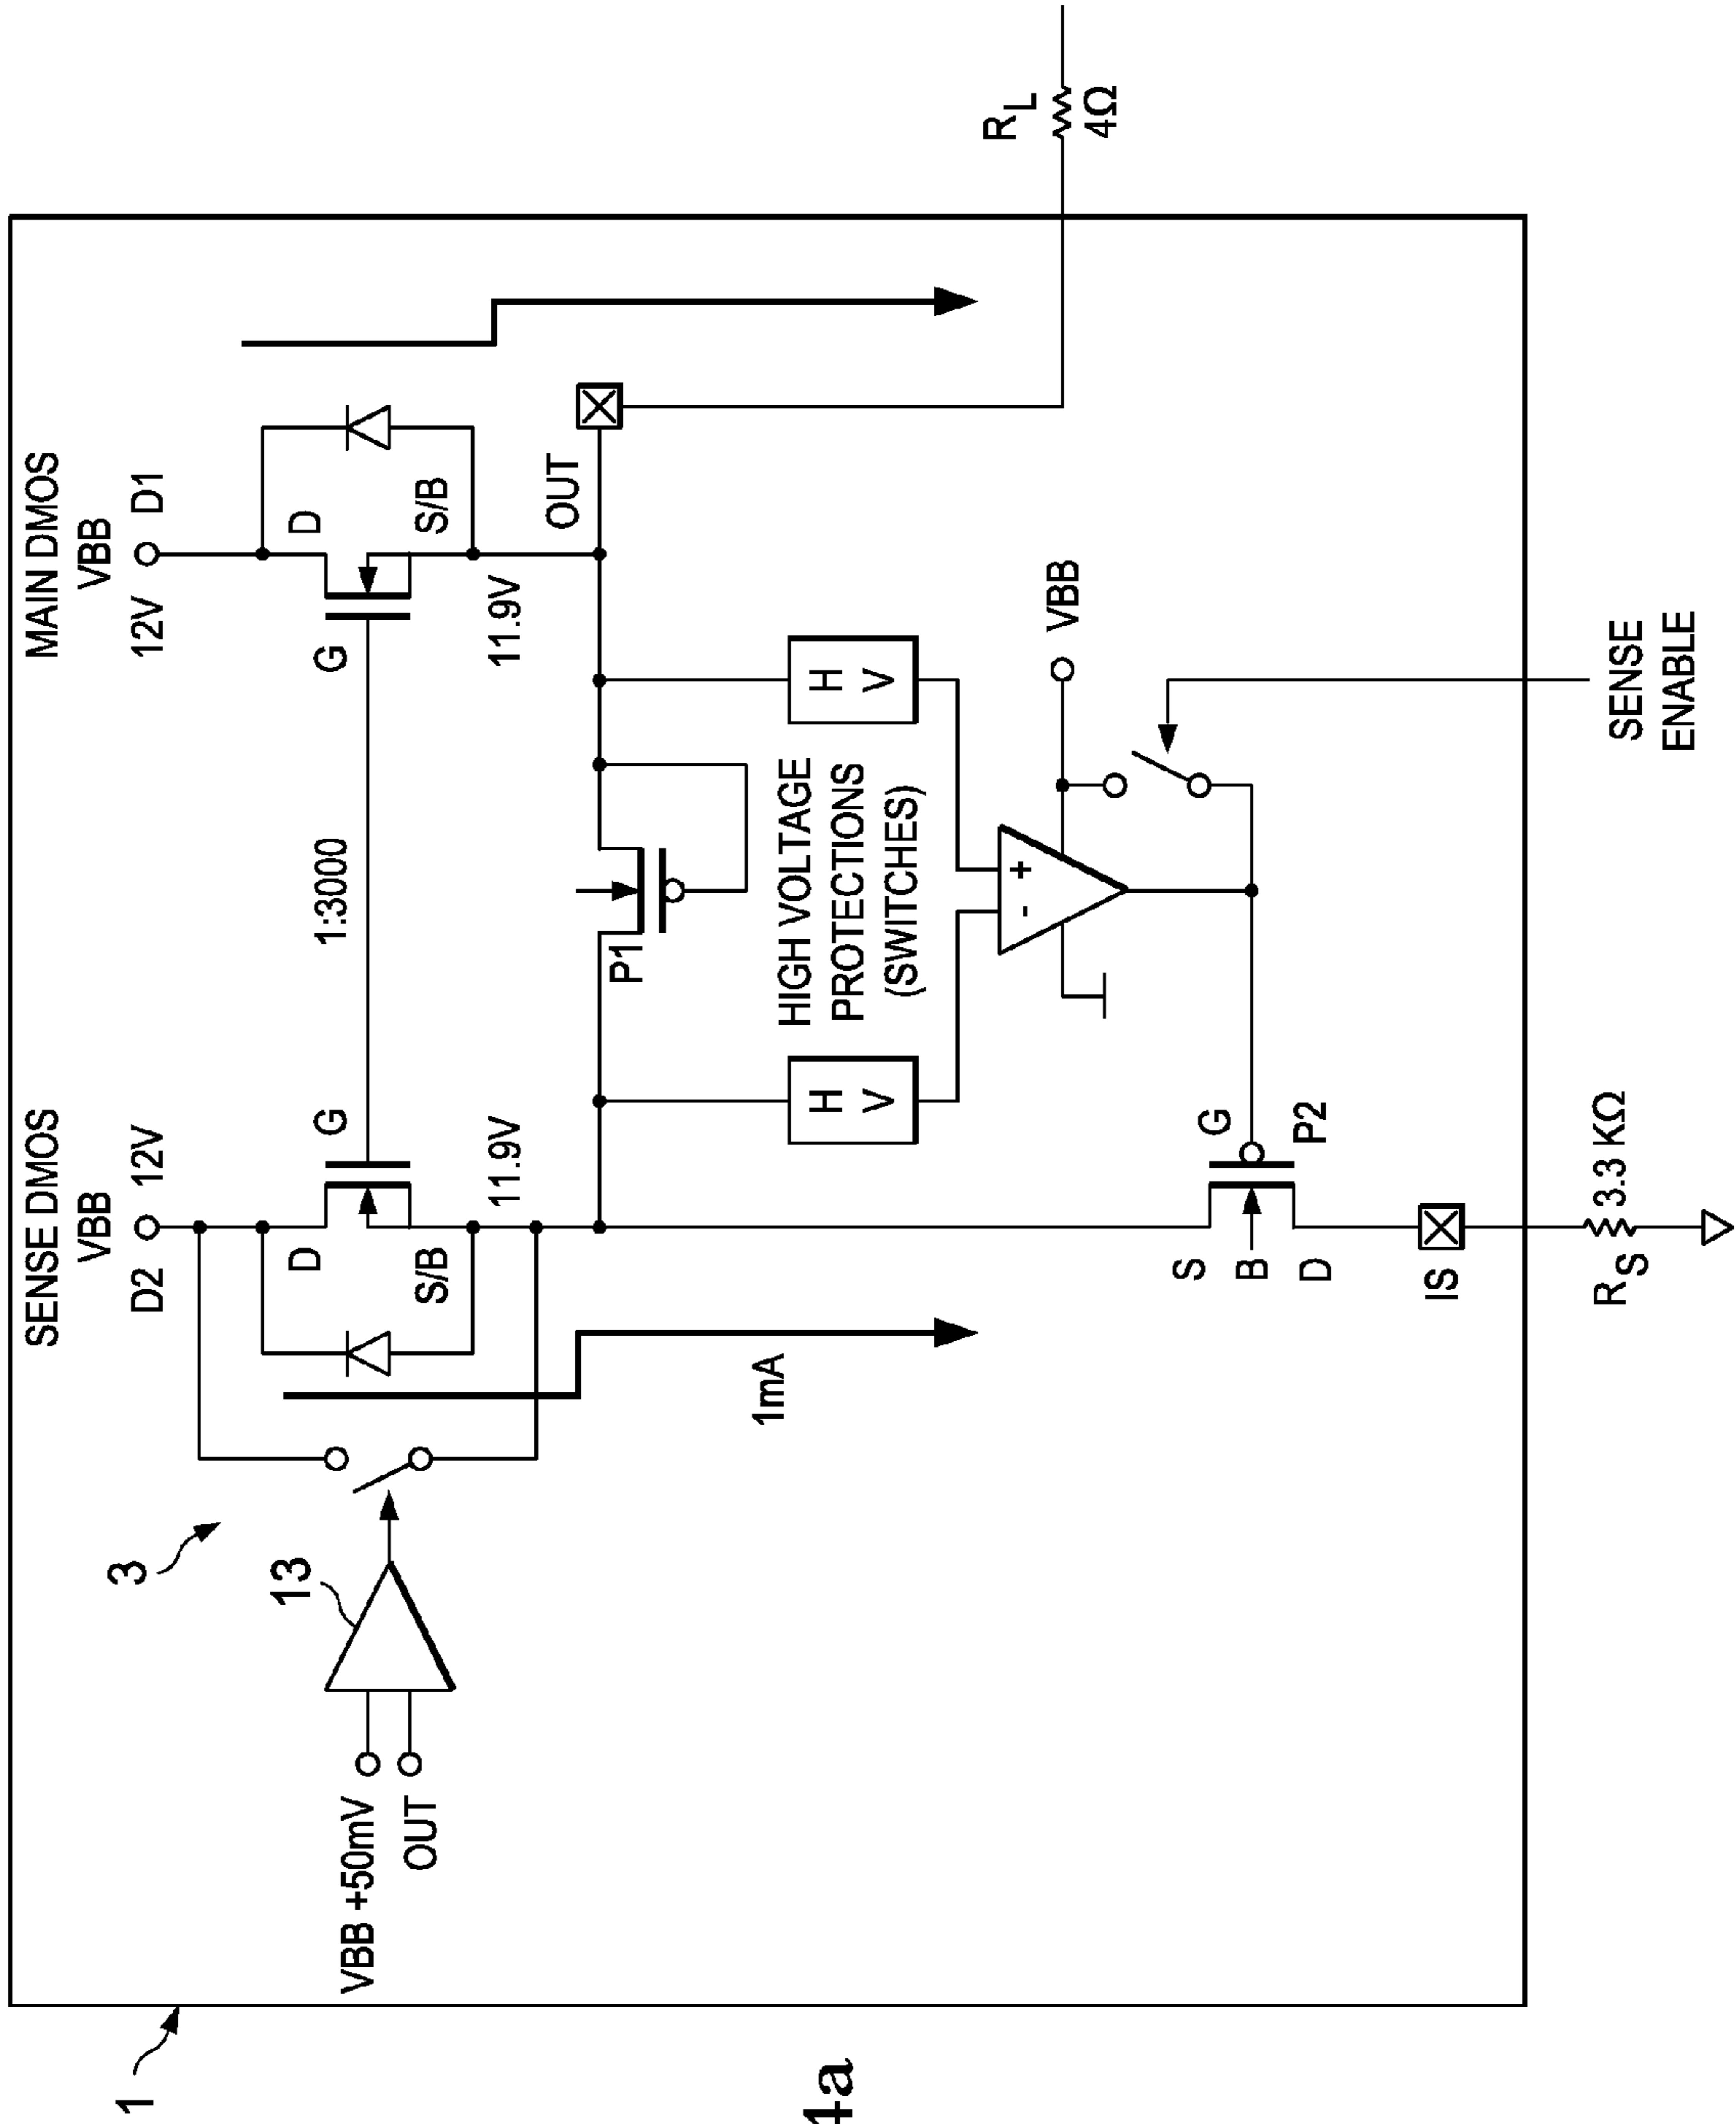 SENSE DMOS
VBB
D2
12V
MAIN DMOS
VBB
12V
D1
D
G
1:3000
G
D
S/B
11.9V
11.9V
S/B
OUT
3
13
VBB +50mV
OUT
1mA
P1
H V
HIGH VOLTAGE
PROTECTIONS
(SWITCHES)
H V
-
+
VBB
R L
4Ω
S
B
D
G
P2
IS
SENSE
ENABLE
R S
3.3 KΩ
1
4a